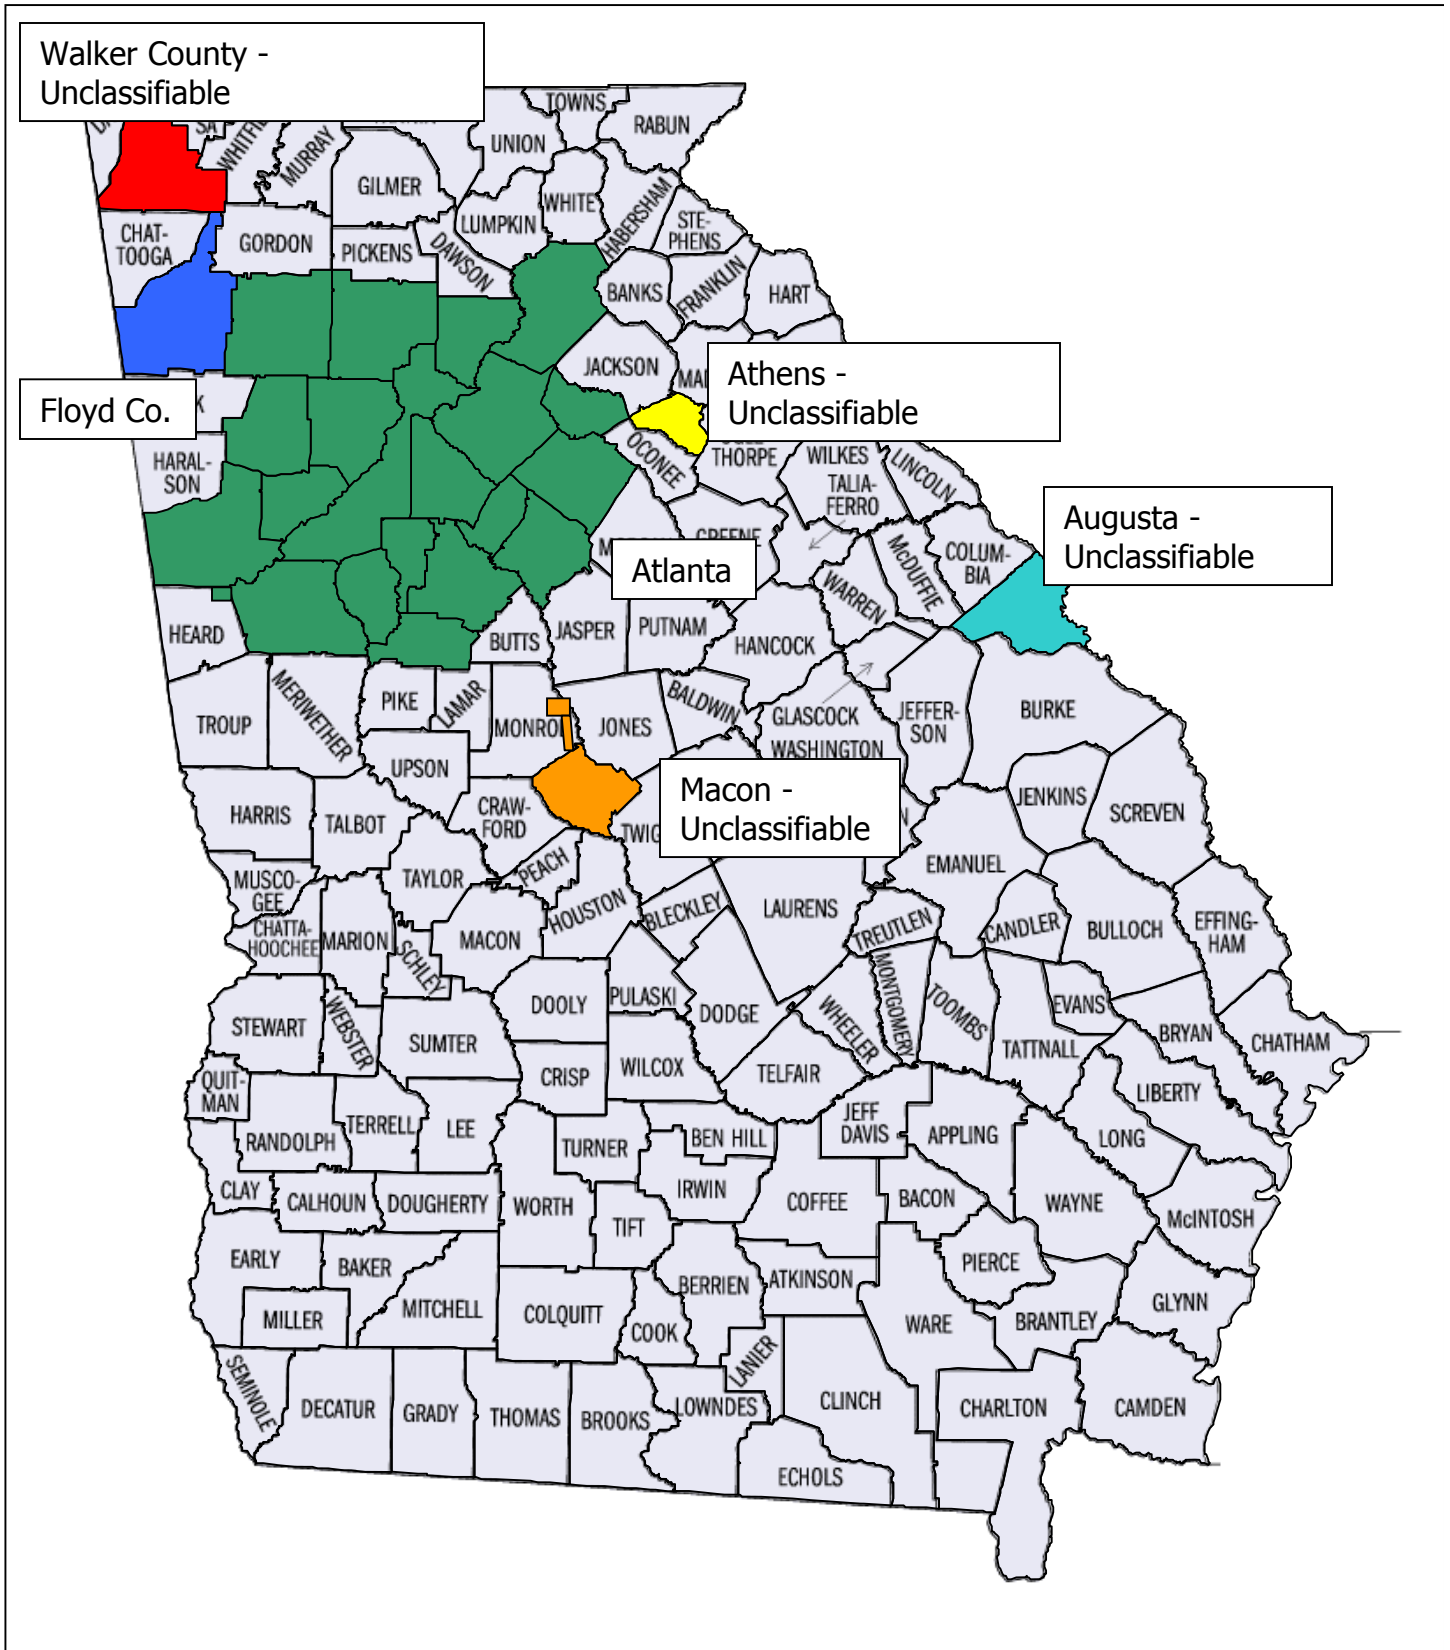 Walker County -
Unclassifiable
TOWNS
RABUN
UNION
WHITFIE
MURRAY
GILMER
WHITE
LUMPKIN
HABERSHAM
STE-
PHENS
CHAT-
TOOGA
GORDON
PICKENS
DAWSON
BANKS
FRANKLIN
HART
JACKSON
MAD
Athens -
Unclassifiable
Floyd Co.
K
HARAL-
SON
OCONEE
OGLE
THORPE
WILKES
LINCOLN
TALIA-
FERRO
Augusta -
Unclassifiable
M
GREENE
Atlanta
McDUFFIE
COLUM-
BIA
WARREN
HEARD
BUTTS
JASPER
PUTNAM
HANCOCK
TROUP
MERIWETHER
PIKE
LAMAR
MONRO
JONES
BALDWIN
GLASCOCK
WASHINGTON
JEFFER-
SON
BURKE
UPSON
Macon -
Unclassifiable
N
JENKINS
SCREVEN
HARRIS
TALBOT
CRAW-
FORD
TWIG
PEACH
EMANUEL
MUSCO-
GEE
TAYLOR
HOUSTON
BLECKLEY
LAURENS
TREUTLEN
CANDLER
BULLOCH
EFFING-
HAM
CHATTA-
HOOCHEE
MARION
SCHLEY
MACON
DOOLY
PULASKI
DODGE
WHEELER
MONTGOMERY
TOOMBS
EVANS
BRYAN
CHATHAM
STEWART
WEBSTER
SUMTER
CRISP
WILCOX
TELFAIR
TATTNALL
LIBERTY
QUIT-
MAN
RANDOLPH
TERRELL
LEE
TURNER
BEN HILL
JEFF
DAVIS
APPLING
LONG
CLAY
CALHOUN
DOUGHERTY
WORTH
TIFT
IRWIN
COFFEE
BACON
WAYNE
McINTOSH
EARLY
BAKER
MITCHELL
MILLER
COLQUITT
COOK
BERRIEN
ATKINSON
PIERCE
WARE
BRANTLEY
GLYNN
SEMINOLE
DECATUR
GRADY
THOMAS
BROOKS
LOWNDES
LANIER
CLINCH
ECHOLS
CHARLTON
CAMDEN